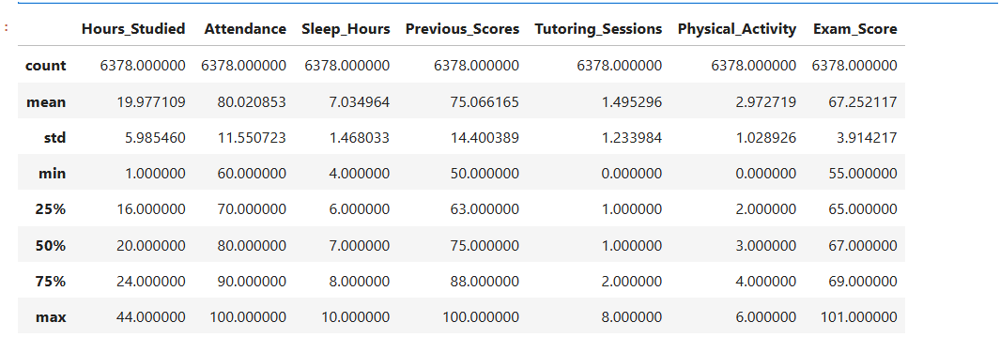 :
Hours_Studied Attendance Sleep_Hours Previous_Scores Tutoring_Sessions Physical_Activity Exam_Score
count 6378.000000 6378.000000 6378.000000 6378.000000 6378.000000 6378.000000 6378.000000
mean 19.977109 80.020853 7.034964 75.066165 1.495296 2.972719 67.252117
std 5.985460 11.550723 1.468033 14.400389 1.233984 1.028926 3.914217
min 1.000000 60.000000 4.000000 50.000000 0.000000 0.000000 55.000000
25% 16.000000 70.000000 6.000000 63.000000 1.000000 2.000000 65.000000
50% 20.000000 80.000000 7.000000 75.000000 1.000000 3.000000 67.000000
75% 24.000000 90.000000 8.000000 88.000000 2.000000 4.000000 69.000000
max 44.000000 100.000000 10.000000 100.000000 8.000000 6.000000 101.000000